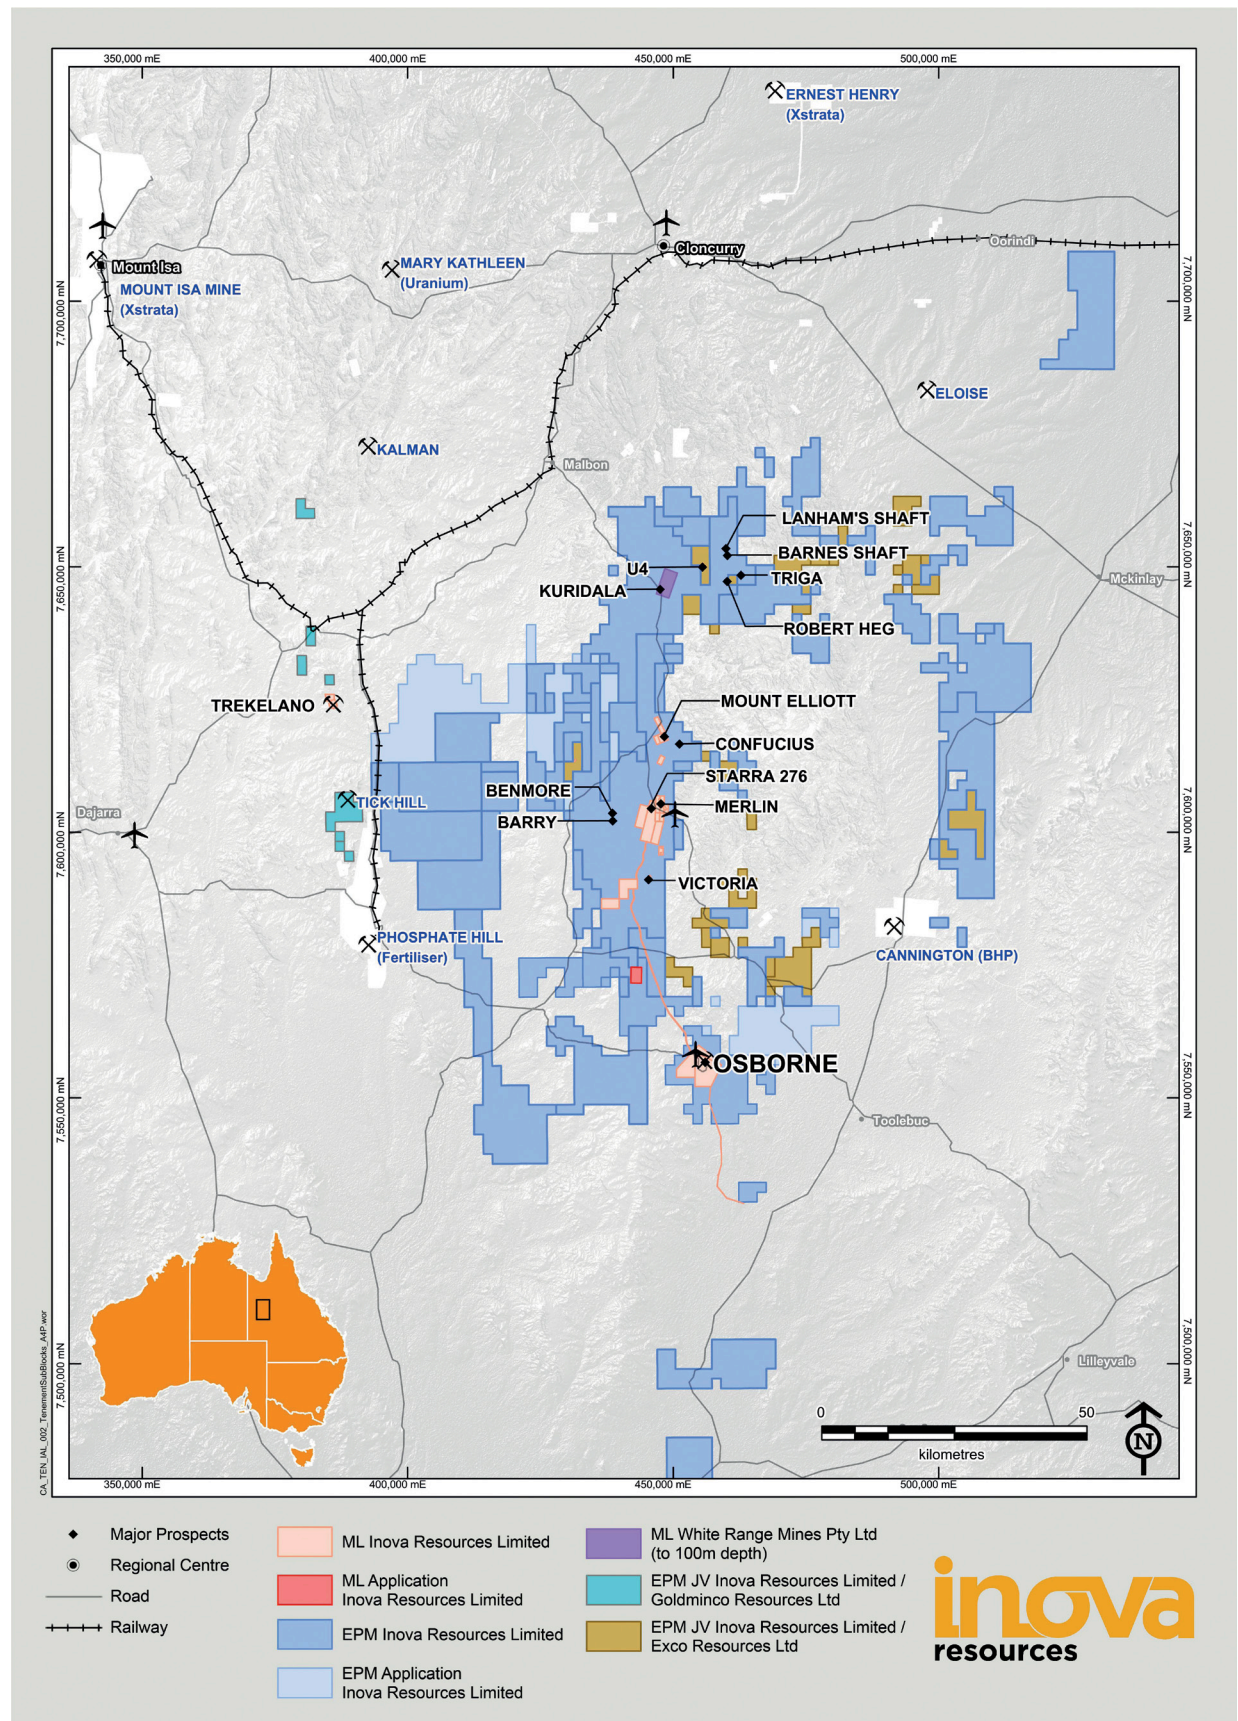 350,000 mE
400,000 mE
450,000 mE
500,000 mE
ERNEST HENRY
(Xstrata)
Cloncurry
Oorindi
Mount Isa
MOUNT ISA MINE
(Xstrata)
MARY KATHLEEN
(Uranium)
7,700,000 mN
7,700,000 mN
ELOISE
KALMAN
Malbon
LANHAM'S SHAFT
BARNES SHAFT
U4
TRIGA
KURIDALA
ROBERT HEG
7,650,000 mN
7,650,000 mN
Mckinlay
TREKELANO
MOUNT ELLIOTT
CONFUCIUS
STARRA 276
BENMORE
MERLIN
BARRY
TICK HILL
Dajarra
7,600,000 mN
7,600,000 mN
VICTORIA
PHOSPHATE HILL
(Fertiliser)
CANNINGTON (BHP)
OSBORNE
7,550,000 mN
7,550,000 mN
Toolebuc
7,500,000 mN
7,500,000 mN
Lilleyvale
0
50
kilometres
N
CA_TEN_IAL_002_TenementSubBlocks_A4P.wor
350,000 mE
400,000 mE
450,000 mE
500,000 mE
Major Prospects
Regional Centre
Road
Railway
ML Inova Resources Limited
ML Application
Inova Resources Limited
EPM Inova Resources Limited
EPM Application
Inova Resources Limited
ML White Range Mines Pty Ltd
(to 100m depth)
EPM JV Inova Resources Limited /
Goldminco Resources Ltd
EPM JV Inova Resources Limited /
Exco Resources Ltd
inova
resources